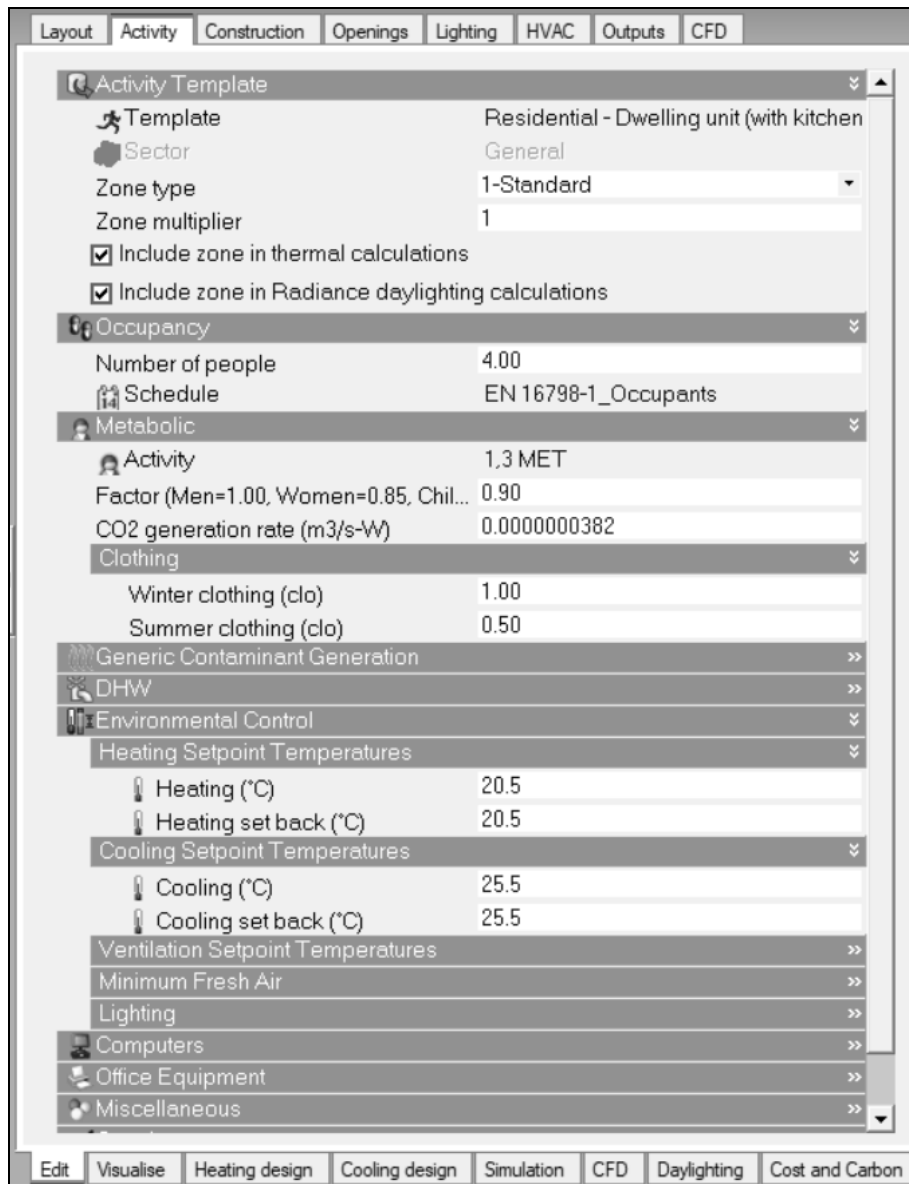 Layout Activity Construction Openings Lighting HVAC Outputs CFD
Activity Template
Template Residential - Dwelling unit (with kitchen
Sector General
Zone type 1-Standard
Zone multiplier 1
Include zone in thermal calculations
Include zone in Radiance daylighting calculations
Occupancy
Number of people 4.00
14 Schedule EN 16798-1_Occupants
Metabolic
Activity 1,3 MET
Factor (Men=1.00, Women=0.85, Chil... 0.90
CO2 generation rate (m3/s-W) 0.0000000382
Clothing
Winter clothing (clo) 1.00
Summer clothing (clo) 0.50
Generic Contaminant Generation
DHW
Environmental Control
Heating Setpoint Temperatures
Heating (°C) 20.5
Heating set back (°C) 20.5
Cooling Setpoint Temperatures
Cooling (°C) 25.5
Cooling set back (°C) 25.5
Ventilation Setpoint Temperatures
Minimum Fresh Air
Lighting
Computers
Office Equipment
Miscellaneous
Edit Visualise Heating design Cooling design Simulation CFD Daylighting Cost and Carbon